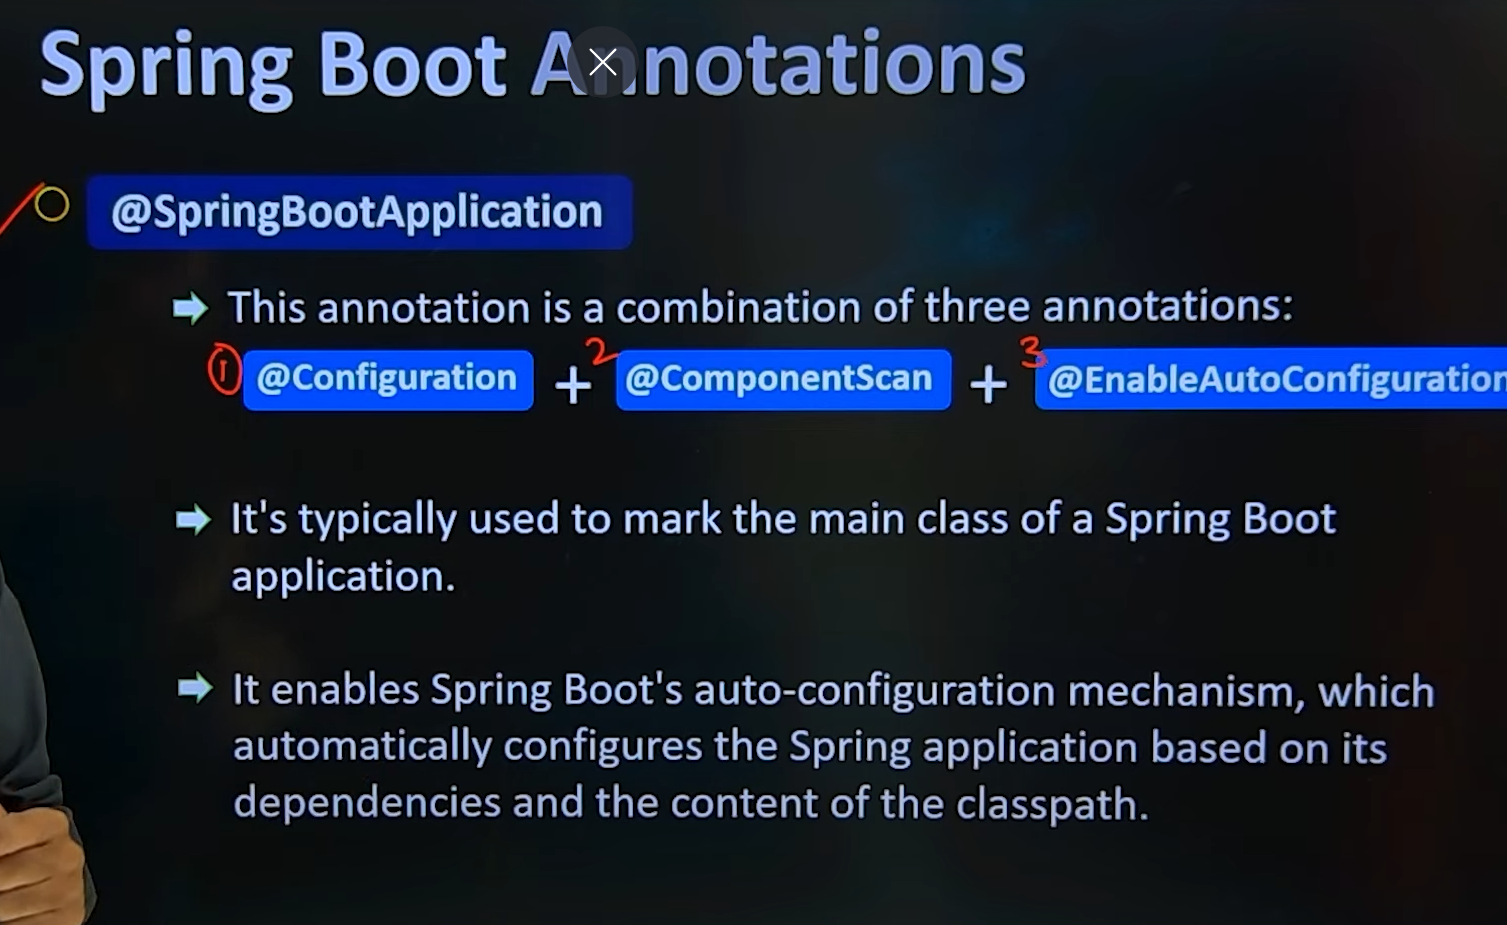 Spring Boot Annotations
@SpringBootApplication
This annotation is a combination of three annotations:
1 @Configuration + 2 @ComponentScan + 3 @EnableAutoConfiguration
It's typically used to mark the main class of a Spring Boot
application.
It enables Spring Boot's auto-configuration mechanism, which
automatically configures the Spring application based on its
dependencies and the content of the classpath.